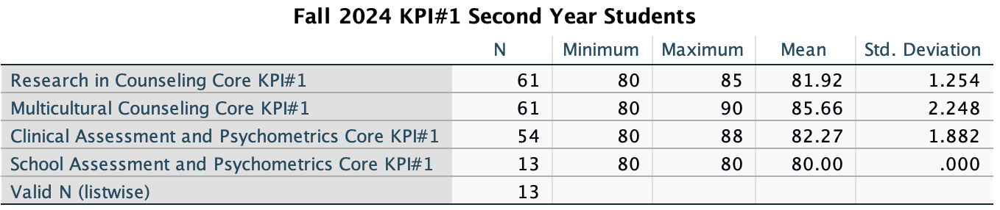 Fall 2024 KPI#1 Second Year Students
N Minimum Maximum Mean Std. Deviation
Research in Counseling Core KPI#1 61 80 85 81.92 1.254
Multicultural Counseling Core KPI#1 61 80 90 85.66 2.248
Clinical Assessment and Psychometrics Core KPI#1 54 80 88 82.27 1.882
School Assessment and Psychometrics Core KPI#1 13 80 80 80.00 .000
Valid N (listwise) 13